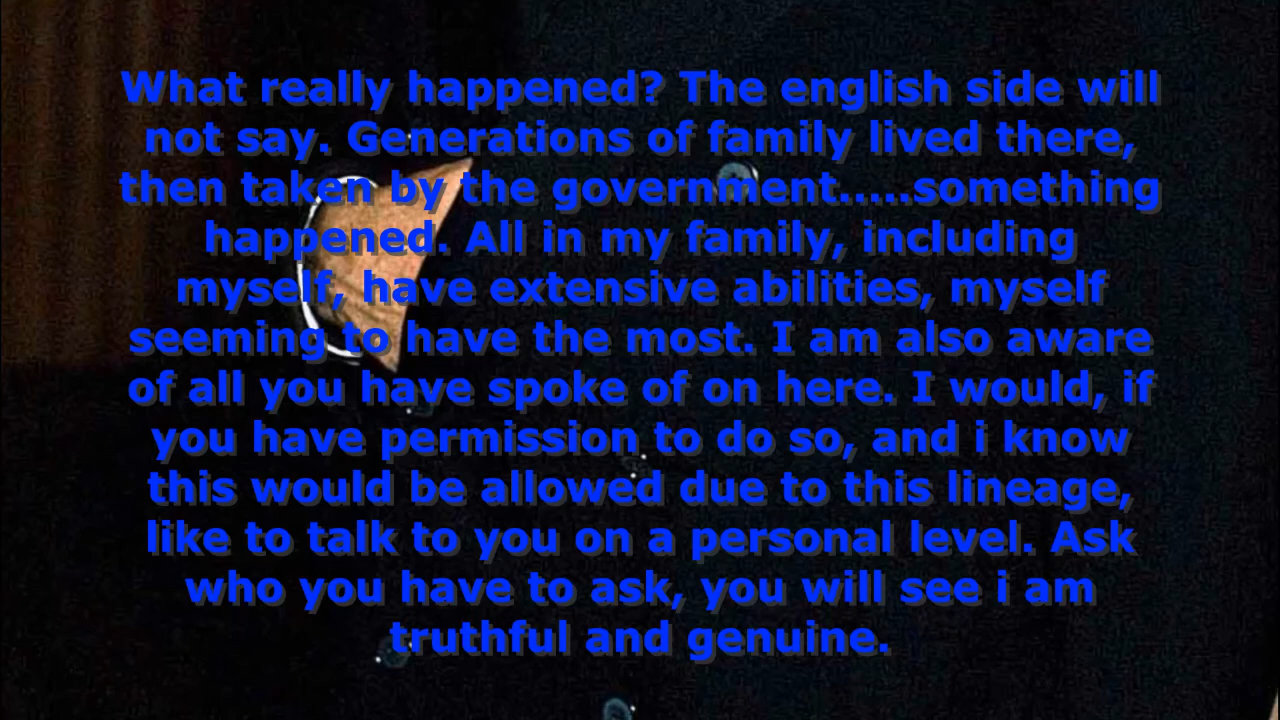 What really happened? The english side will
not say. Generations of family lived there,
then taken by the government.....something
happened. All in my family, including
myself, have extensive abilities, myself
seeming to have the most. I am also aware
of all you have spoke of on here. I would, if
you have permission to do so, and i know
this would be allowed due to this lineage,
like to talk to you on a personal level. Ask
who you have to ask, you will see i am
truthful and genuine.